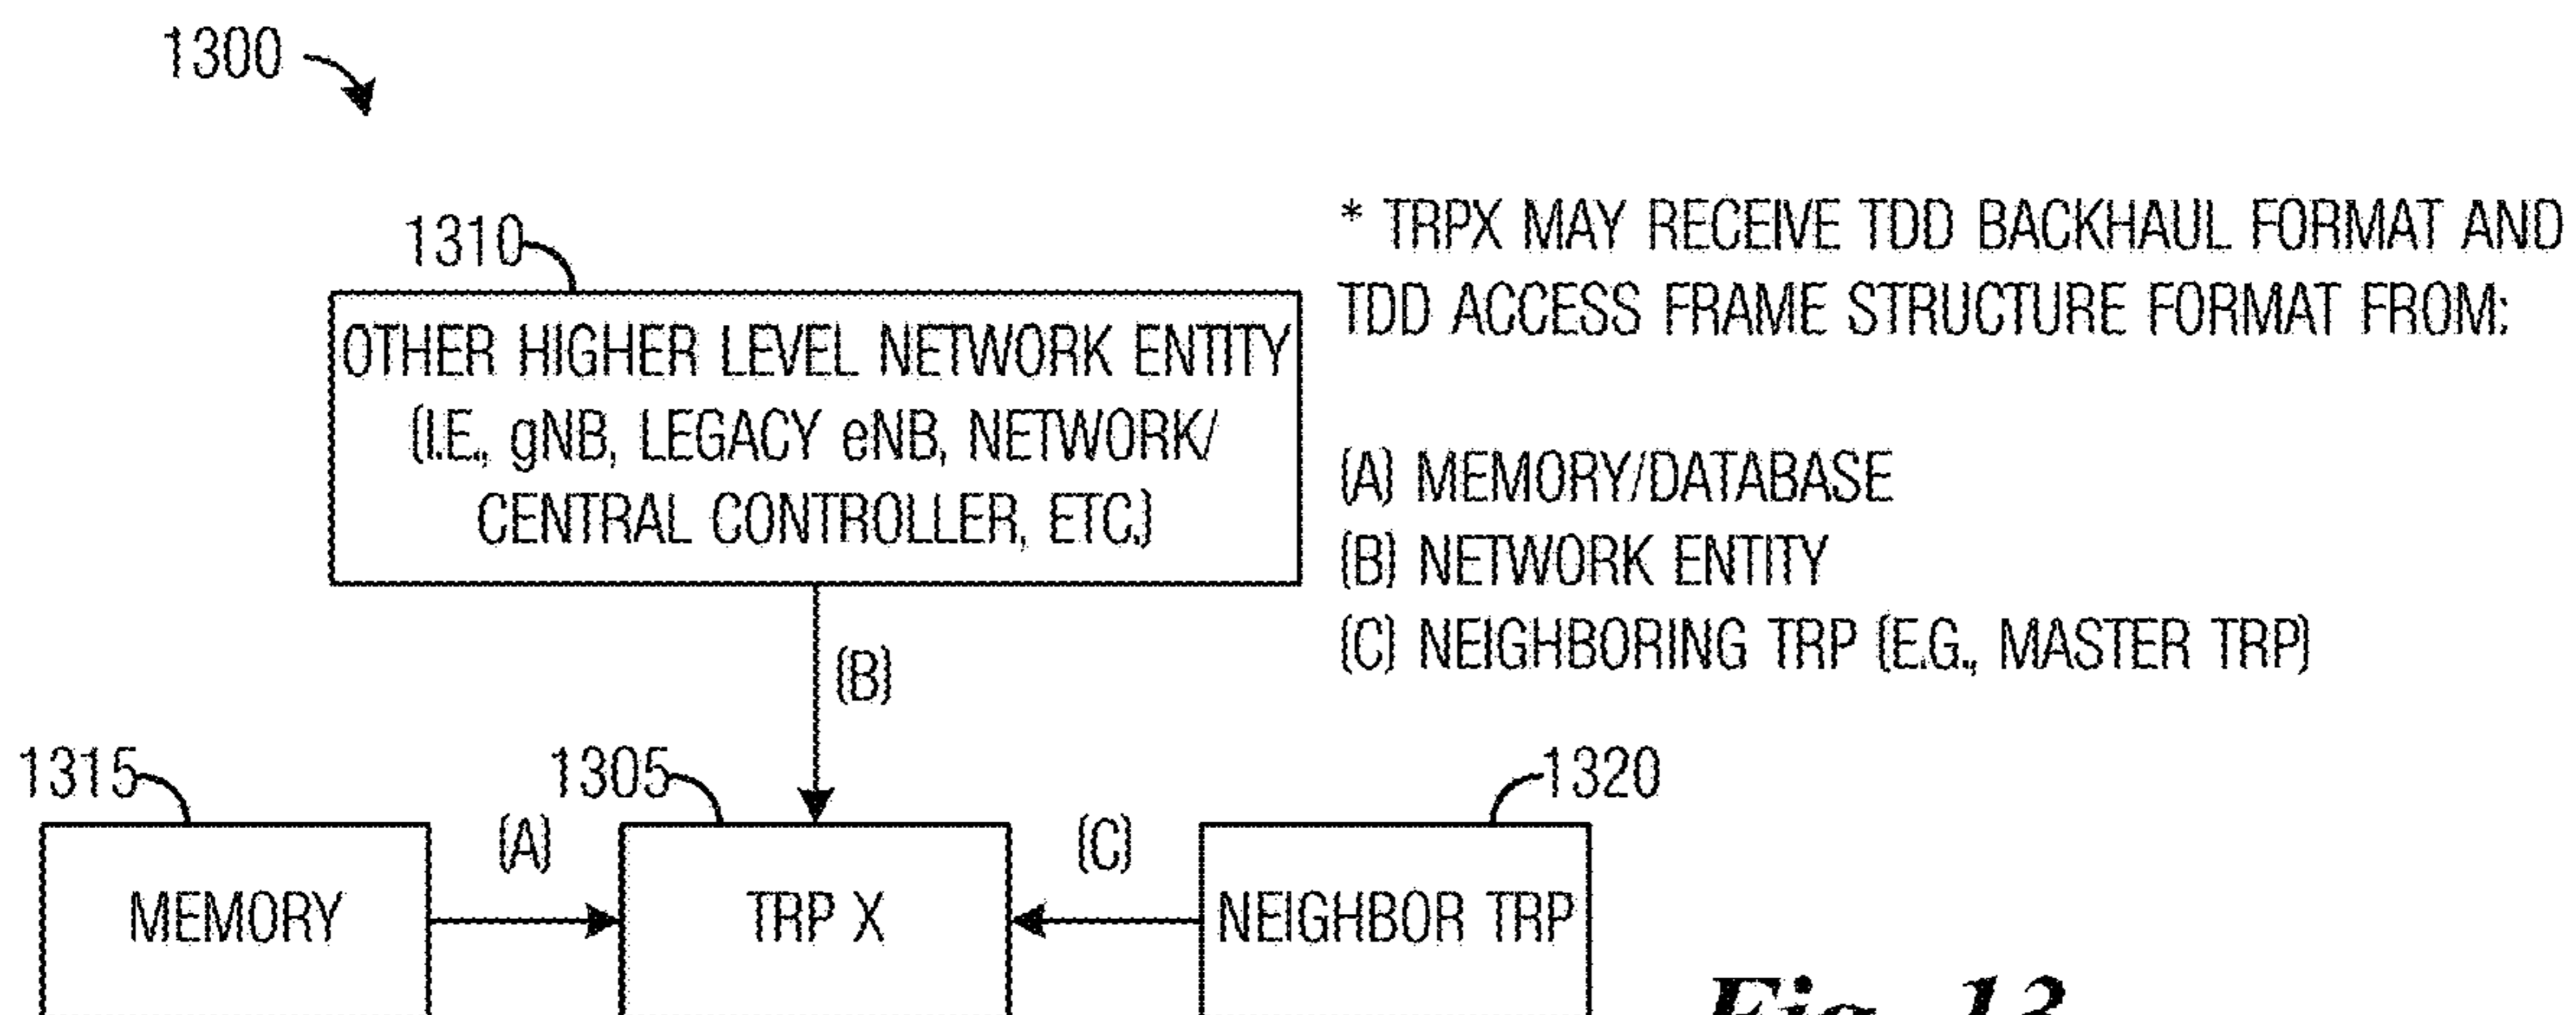 1300
1310
OTHER HIGHER LEVEL NETWORK ENTITY
(I.E., gNB, LEGACY eNB, NETWORK/
CENTRAL CONTROLLER, ETC.)
* TRPX MAY RECEIVE TDD BACKHAUL FORMAT AND
TDD ACCESS FRAME STRUCTURE FORMAT FROM:
(A) MEMORY/DATABASE
(B) NETWORK ENTITY
(C) NEIGHBORING TRP (E.G., MASTER TRP)
(B)
1315
1305
1320
(A)
(C)
MEMORY
TRP X
NEIGHBOR TRP
Fig. 13